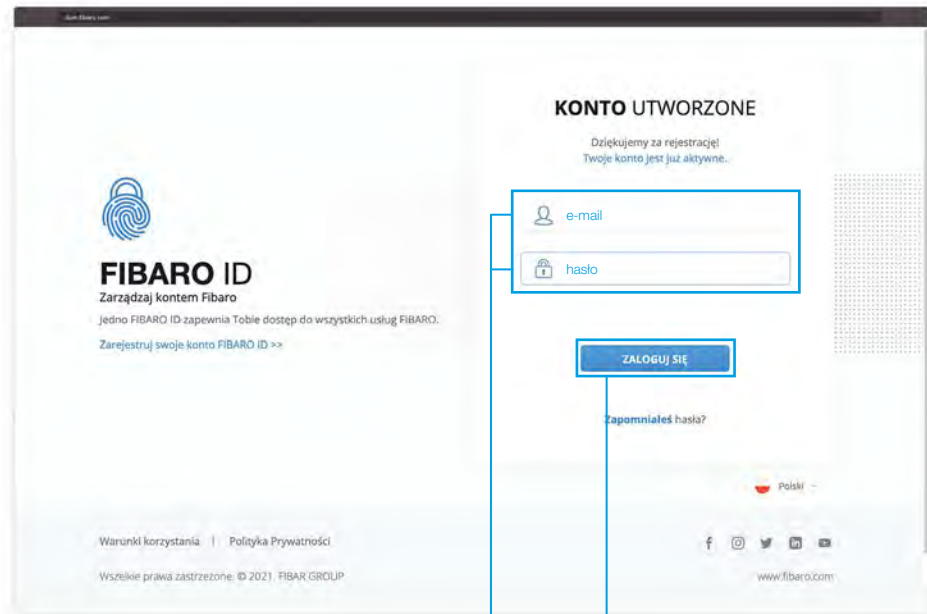 KONTO UTWORZONE
Dziękujemy za rejestrację!
Twoje konto jest już aktywne.
e-mail
hasło
FIBARO ID
Zarządzaj kontem Fibaro
Jedno FIBARO ID zapewnia Tobie dostęp do wszystkich usług FIBARO.
Zarejestruj swoje konto FIBARO ID >>
ZALOGUJ SIĘ
Zapomniałeś hasła?
Polski
Warunki korzystania | Polityka Prywatności
Wszelkie prawa zastrzeżone. © 2021. FIBAR GROUP
www.fibaro.com